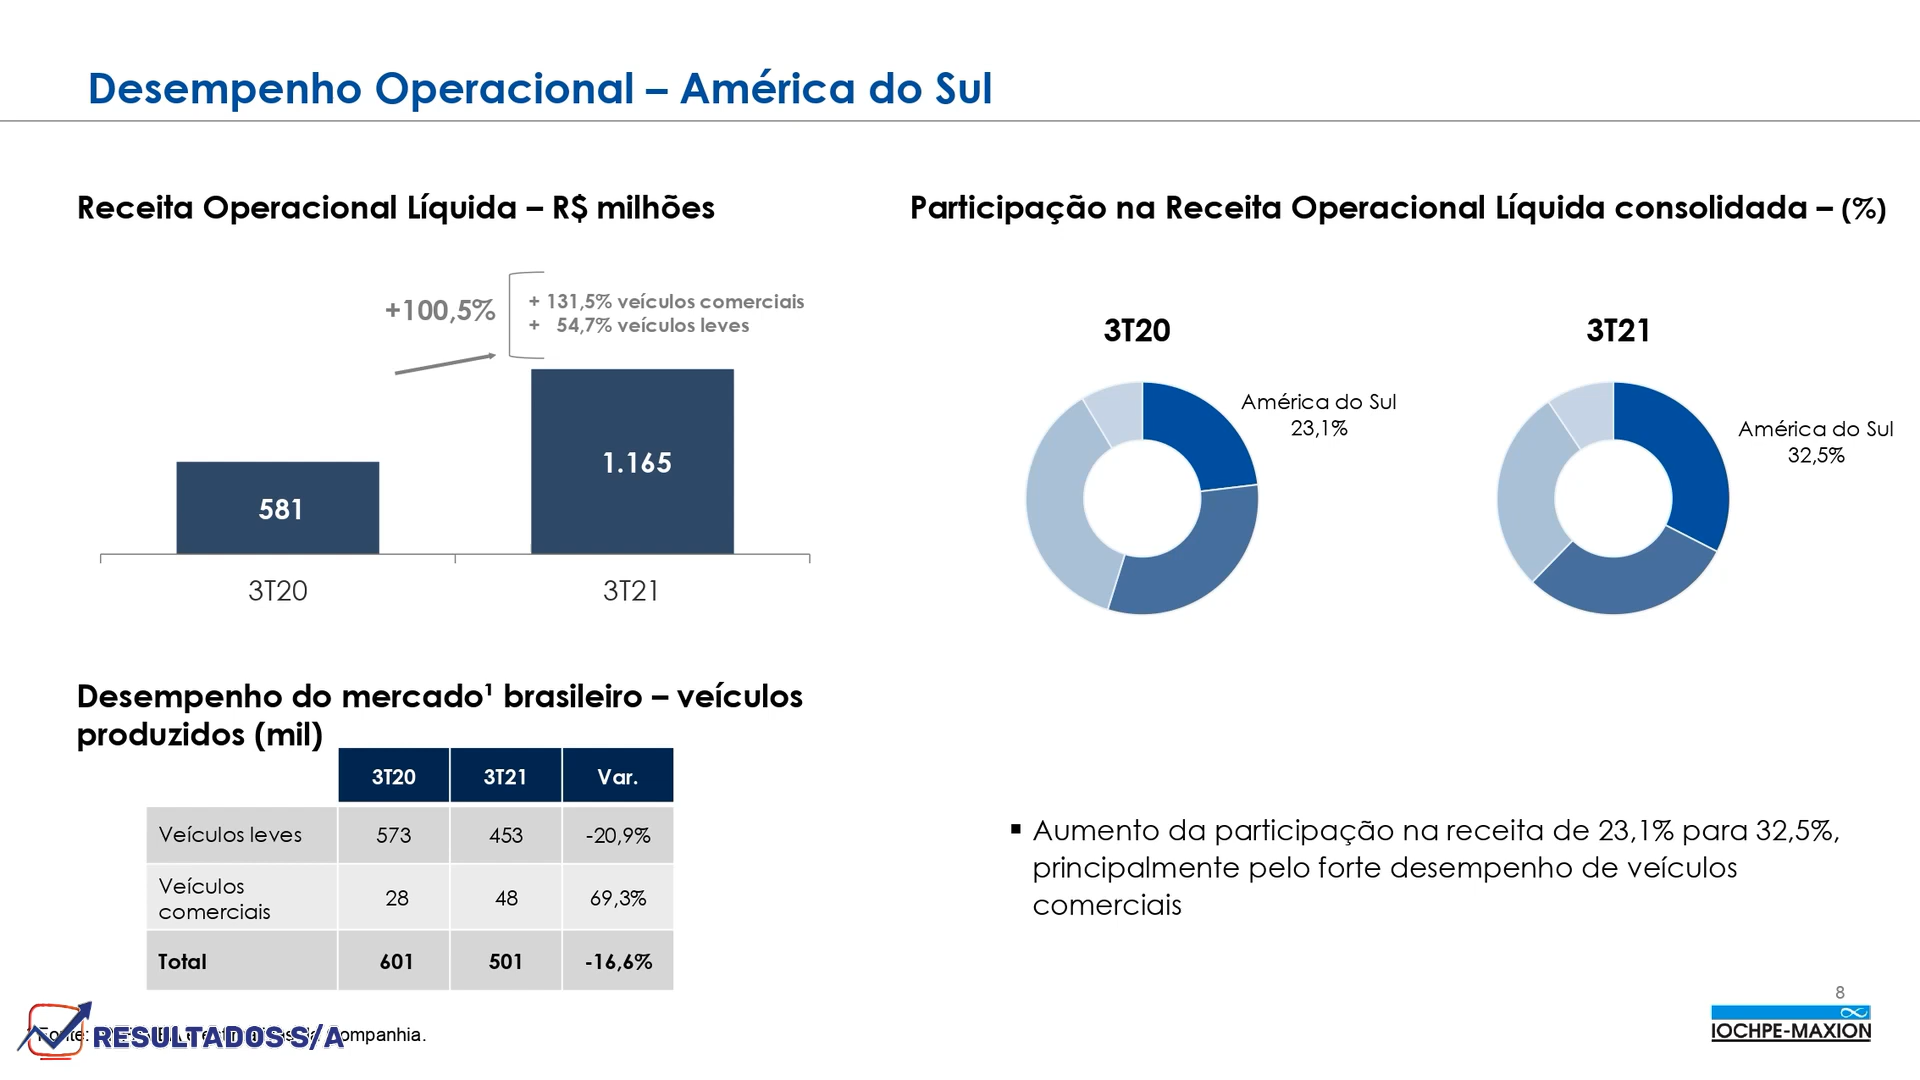 Desempenho Operacional – América do Sul
Receita Operacional Líquida – R$ milhões
+100,5%
+ 131,5% veículos comerciais
+ 54,7% veículos leves
581
1.165
3T20
3T21
Participação na Receita Operacional Líquida consolidada – (%)
3T20
América do Sul
23,1%
3T21
América do Sul
32,5%
Desempenho do mercado¹ brasileiro – veículos
produzidos (mil)
3T20 3T21 Var.
Veículos leves 573 453 -20,9%
Veículos
comerciais 28 48 69,3%
Total 601 501 -16,6%
▪ Aumento da participação na receita de 23,1% para 32,5%,
principalmente pelo forte desempenho de veículos
comerciais
8
Fonte:
RESULTADOS S/A
ompanhia.
IOCHPE-MAXION